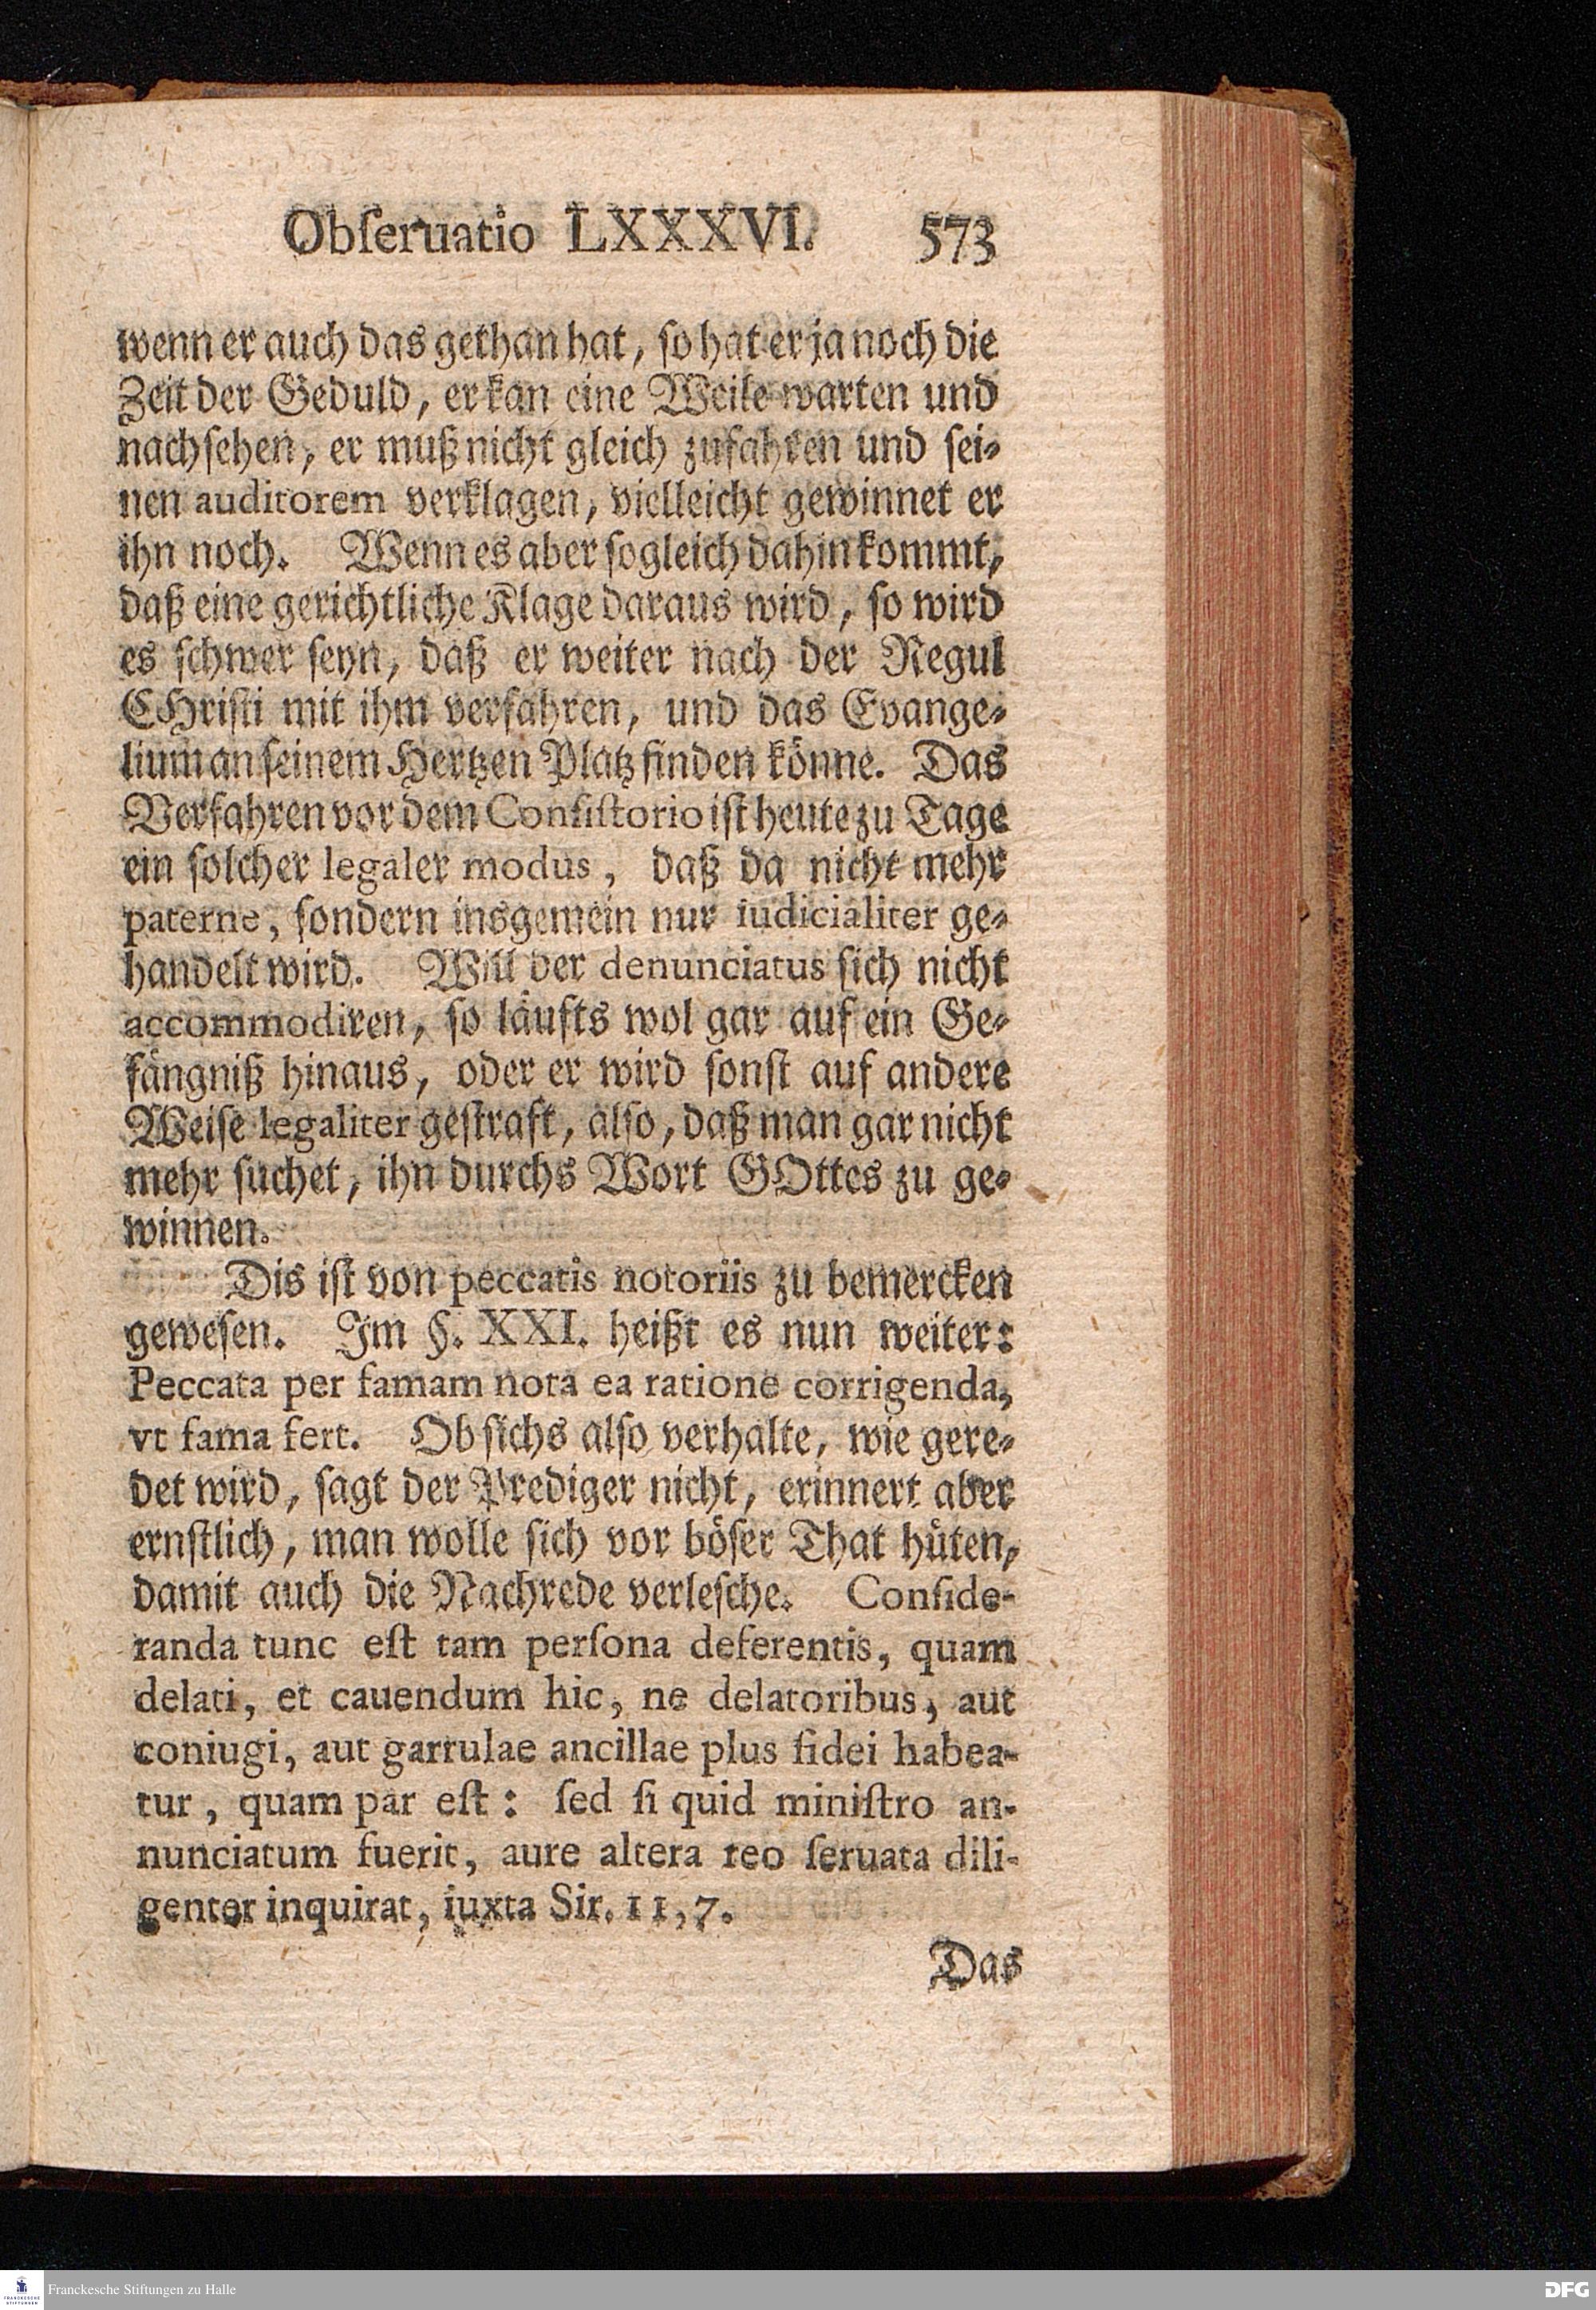 Obſeruatio LXXXVI. 573
wenn er auch das gethan hat, ſo hat er ja noch die
Zeit der Geduld, er kan eine Weile warten und
nachſehen, er muß nicht gleich zufahren und ſei-
nen auditorem verklagen, vielleicht gewinnet er
ihn noch. Wenn es aber ſogleich dahin kommt,
daß eine gerichtliche Klage daraus wird, ſo wird
es ſchwer ſeyn, daß er weiter nach der Regul
CHriſti mit ihm verfahren, und das Evange-
lium an ſeinem Hertzen Platz finden könne. Das
Verfahren vor dem Conſiſtorio iſt heute zu Tage
ein ſolcher legaler modus, daß da nicht mehr
paterne, ſondern insgemein nur iudicialiter ge-
handelt wird. Will der denunciatus ſich nicht
accommodiren, ſo läufts wol gar auf ein Ge-
fängniß hinaus, oder er wird ſonſt auf andere
Weiſe legaliter geſtraft, alſo, daß man gar nicht
mehr ſuchet, ihn durchs Wort GOttes zu ge-
winnen.
Dis iſt von peccatis notoriis zu bemercken
geweſen. Im §. XXI. heißt es nun weiter:
Peccata per famam nota ea ratione corrigenda,
vt fama fert. Ob ſichs alſo verhalte, wie gere-
det wird, ſagt der Prediger nicht, erinnert aber
ernſtlich, man wolle ſich vor böſer That hüten,
damit auch die Nachrede verleſche. Conſide-
randa tunc eſt tam perſona deferentis, quam
delati, et cauendum hic, ne delatoribus, aut
coniugi, aut garrulae ancillae plus fidei habea-
tur, quam par eſt: ſed ſi quid miniſtro an-
nunciatum fuerit, aure altera reo ſeruata dili-
genter inquirat, iuxta Sir. 11, 7.
Das
FRANCKESCHE STIFTUNGEN
Franckesche Stiftungen zu Halle
DFG